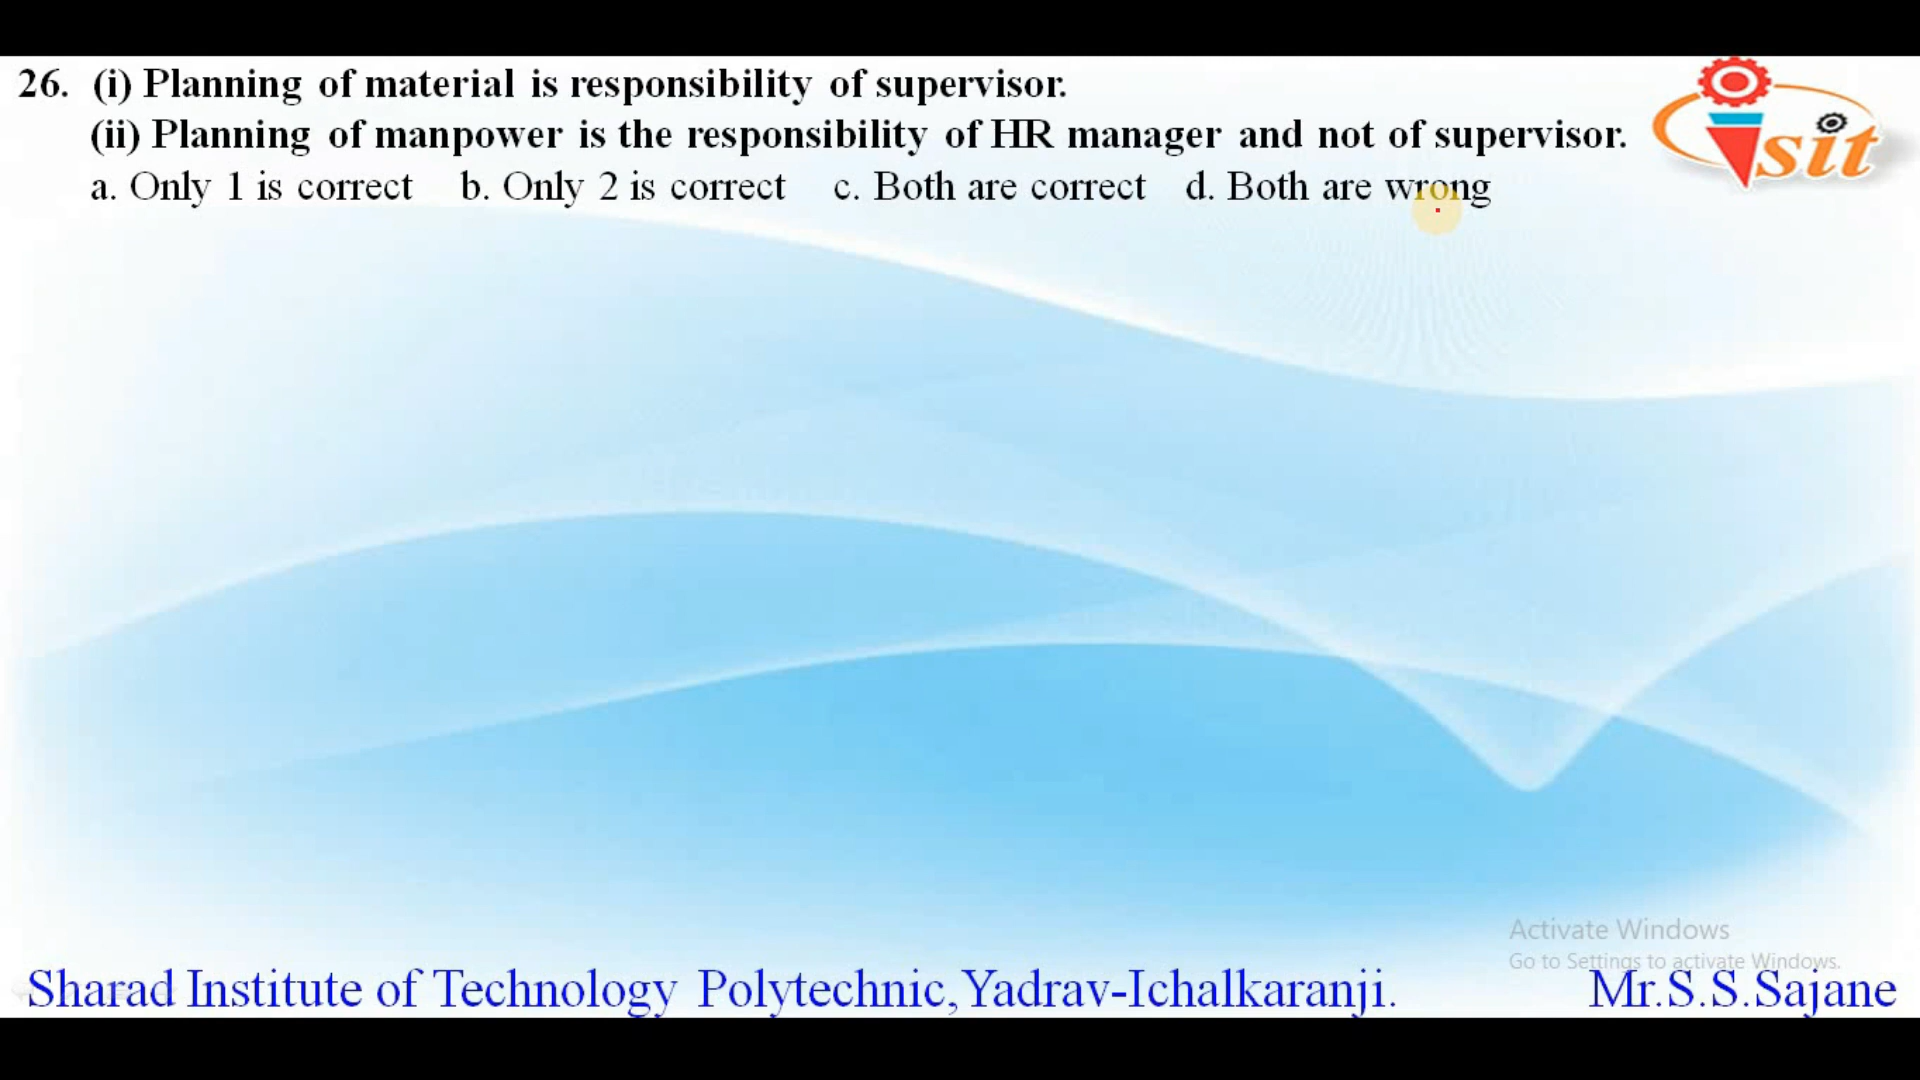 26. (i) Planning of material is responsibility of supervisor.
(ii) Planning of manpower is the responsibility of HR manager and not of supervisor.
a. Only 1 is correct b. Only 2 is correct c. Both are correct d. Both are wrong
sit
Activate Windows
Go to Settings to activate Windows.
Sharad Institute of Technology Polytechnic, Yadrav-Ichalkaranji. Mr.S.S.Sajane